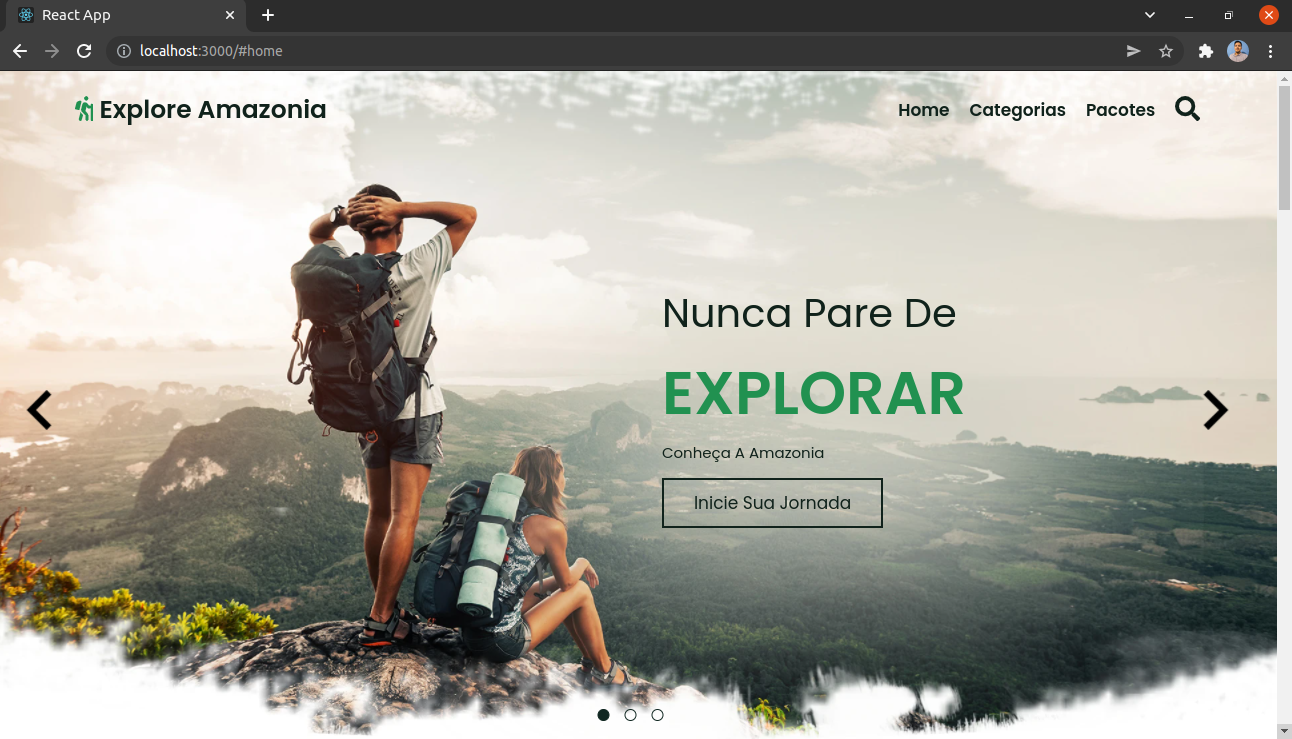 React App
localhost:3000/#home
Explore Amazonia
Home Categorias Pacotes
Nunca Pare De
EXPLORAR
Conheça A Amazonia
Inicie Sua Jornada